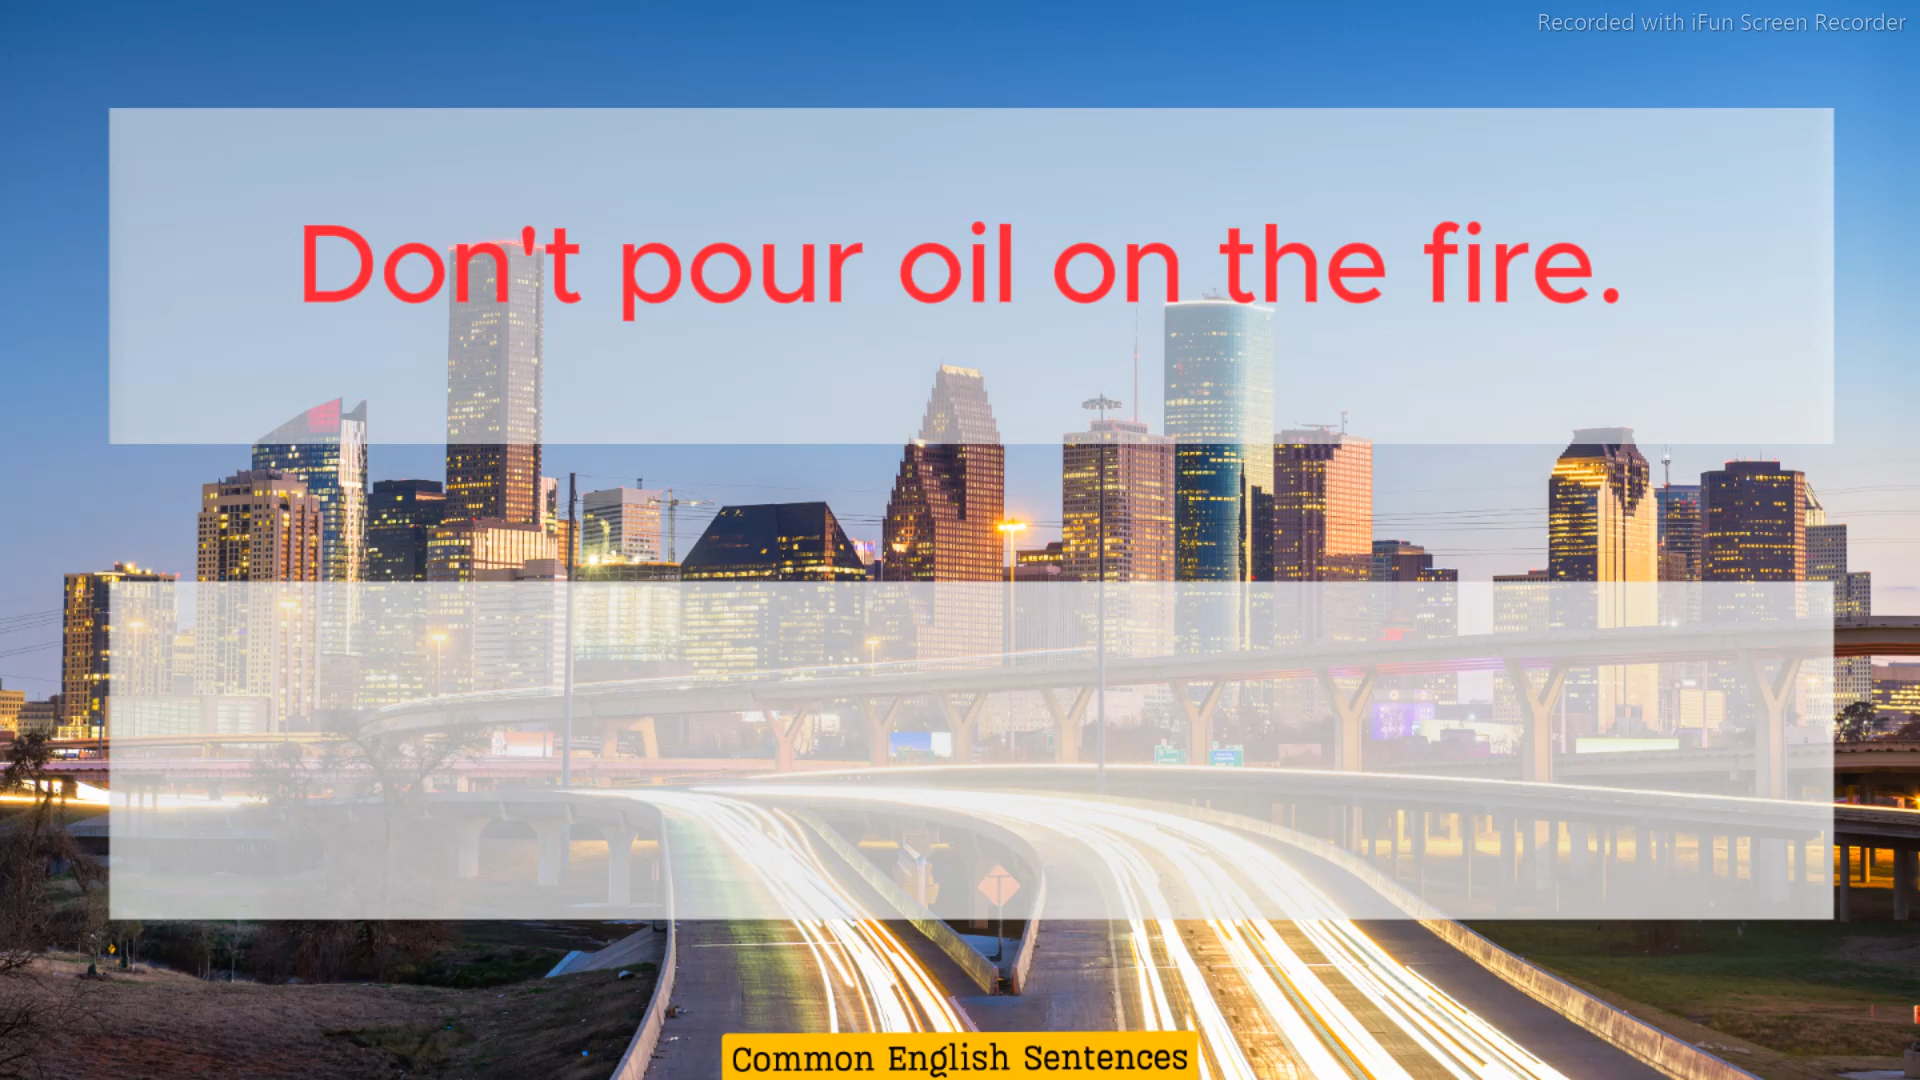 Recorded with iFun Screen Recorder
Don't pour oil on the fire.
Common English Sentences